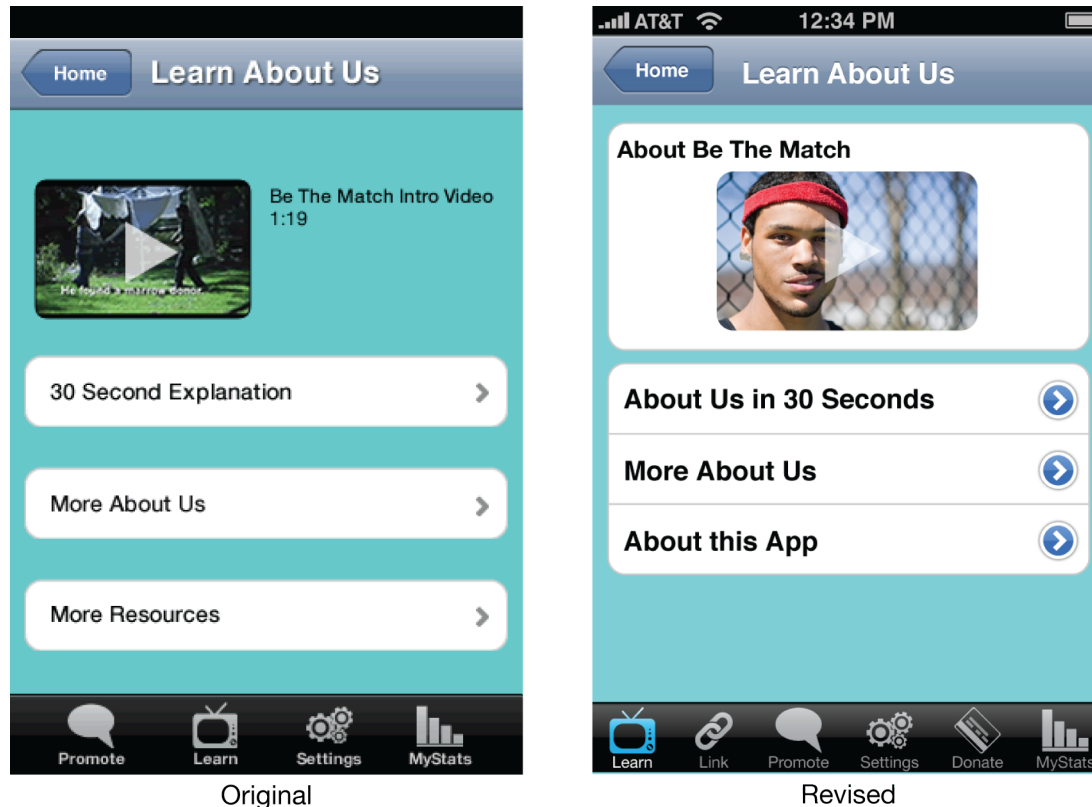 Home
Learn About Us
He found a marrow donor.
Be The Match Intro Video
1:19
30 Second Explanation
More About Us
More Resources
Promote
Learn
Settings
MyStats
Original
AT&T
12:34 PM
Home
Learn About Us
About Be The Match
About Us in 30 Seconds
More About Us
About this App
Learn
Link
Promote
Settings
Donate
MyStats
Revised